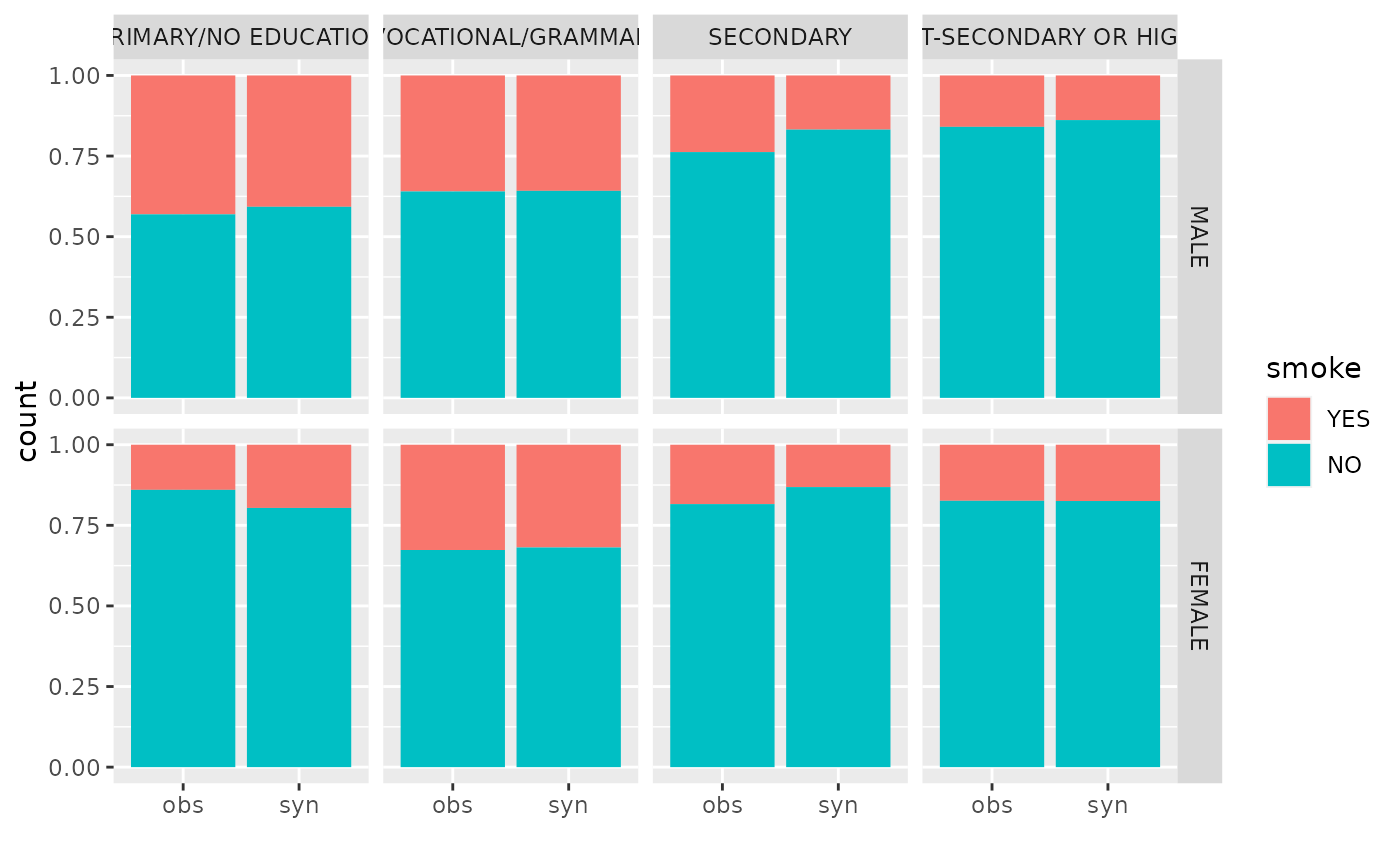 RIMARY/NO EDUCATIO VOCATIONAL/GRAMMAR SECONDARY T-SECONDARY OR HIG
1.00
0.75
0.50
0.25
0.00
MALE
1.00
0.75
0.50
0.25
0.00
FEMALE
count
obs syn obs syn obs syn obs syn
smoke
YES
NO